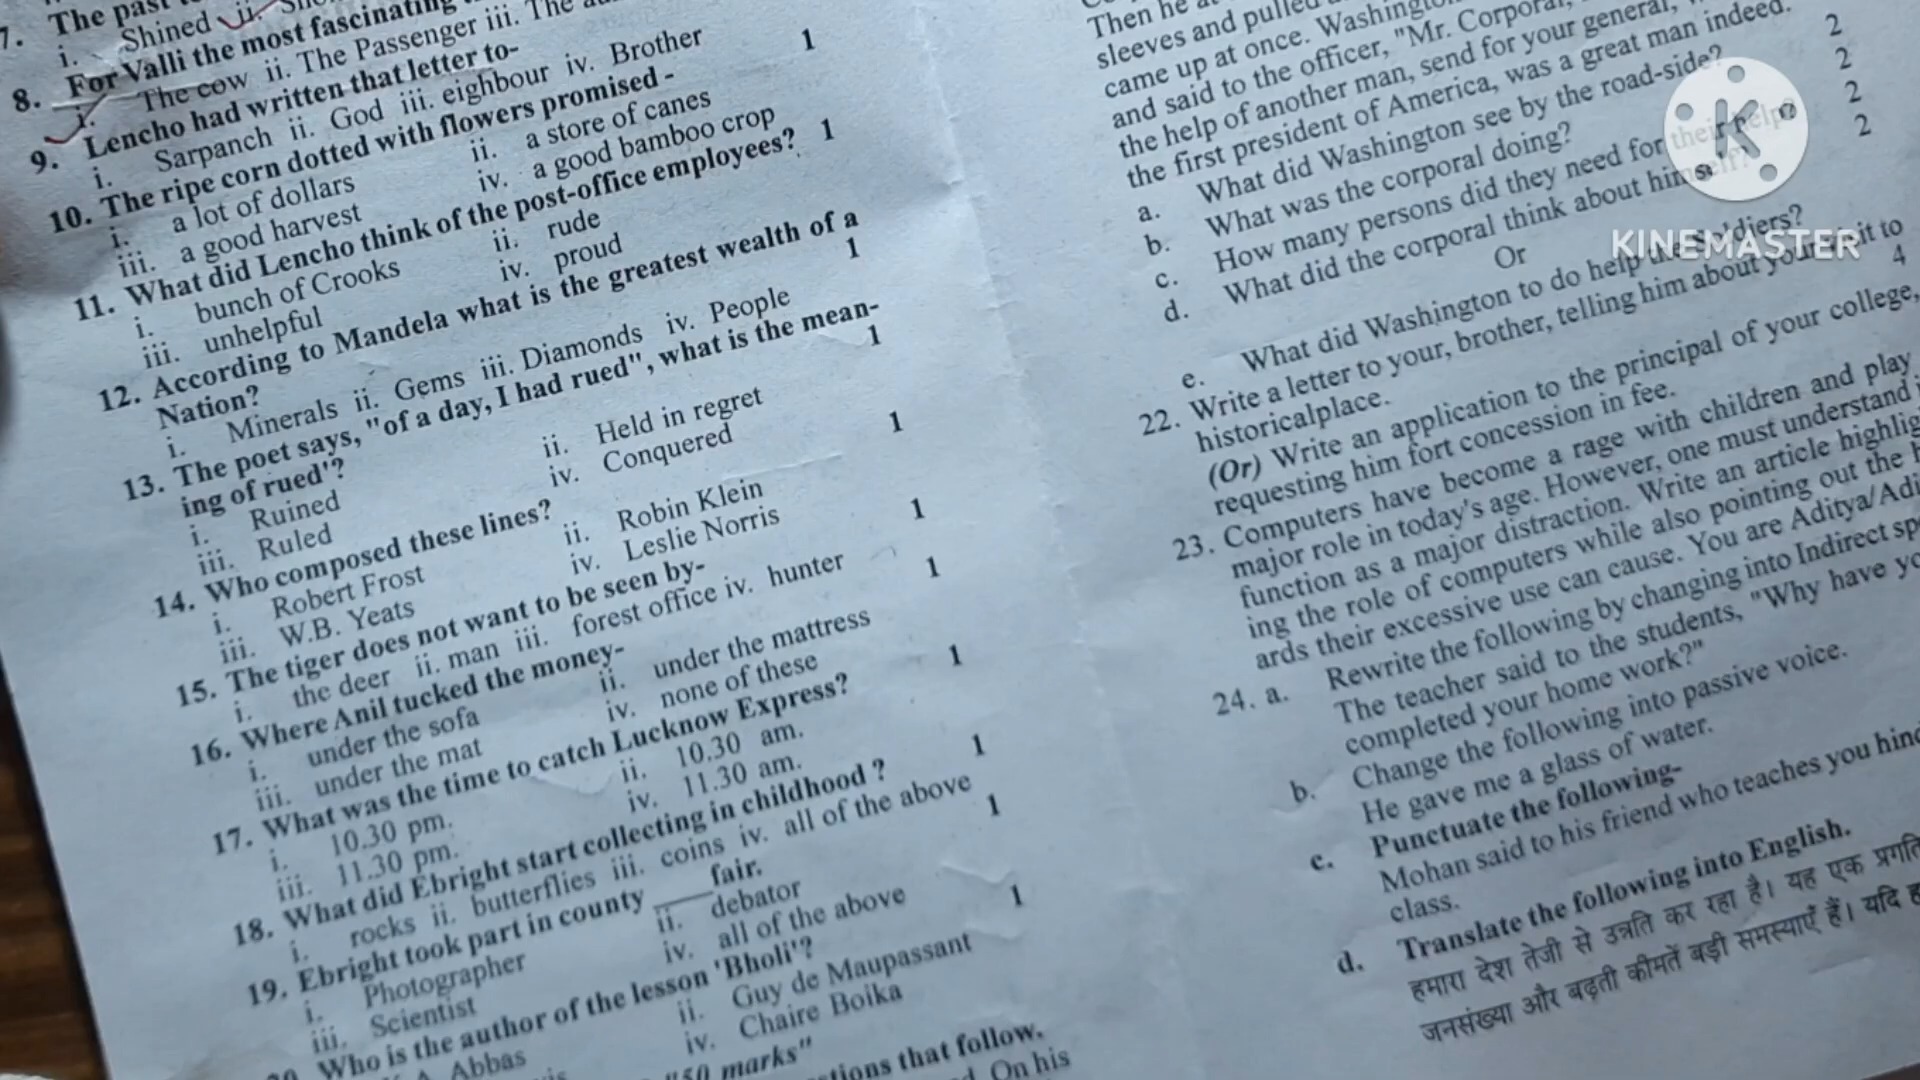 7. The past
i. Shined ii.
8. For Valli the most fascinating
i. The cow ii. The Passenger iii. The
9. Lencho had written that letter to-
i. Sarpanch ii. God iii. eighbour iv. Brother 1
10. The ripe corn dotted with flowers promised -
i. a lot of dollars ii. a store of canes
iii. a good harvest iv. a good bamboo crop
11. What did Lencho think of the post-office employees? 1
i. bunch of Crooks ii. rude
iii. unhelpful iv. proud
12. According to Mandela what is the greatest wealth of a
Nation? 1
i. Minerals ii. Gems iii. Diamonds iv. People
13. The poet says, "of a day, I had rued", what is the mean-
ing of rued'? 1
i. Ruined ii. Held in regret
iii. Ruled iv. Conquered
14. Who composed these lines? 1
i. Robert Frost ii. Robin Klein
iii. W.B. Yeats iv. Leslie Norris
15. The tiger does not want to be seen by- 1
i. the deer ii. man iii. forest office iv. hunter
16. Where Anil tucked the money- 1
i. under the sofa ii. under the mattress
iii. under the mat iv. none of these
17. What was the time to catch Lucknow Express? 1
i. 10.30 pm. ii. 10.30 am.
iii. 11.30 pm. iv. 11.30 am.
18. What did Ebright start collecting in childhood ? 1
i. rocks ii. butterflies iii. coins iv. all of the above
19. Ebright took part in county ____ fair. 1
i. Photographer ii. debator
iii. Scientist iv. all of the above
Who is the author of the lesson 'Bholi'? 1
Abbas ii. Guy de Maupassant
iv. Chaire Boika
"50 marks"
that follow.
On his
Then he
sleeves and pulled
came up at once.
and said to the officer, "Mr. Corporal,
the help of another man, send for your general,
the first president of America, was a great man indeed.
a. What did Washington see by the road-side? 2
b. What was the corporal doing? 2
c. How many persons did they need for their help? 2
d. What did the corporal think about himself? 2
Or
e. What did Washington to do help the Soldiers?
22. Write a letter to your, brother, telling him about your visit to
historicalplace. 4
(Or) Write an application to the principal of your college,
requesting him fort concession in fee.
23. Computers have become a rage with children and play
major role in today's age. However, one must understand
function as a major distraction. Write an article highlig
ing the role of computers while also pointing out the
ards their excessive use can cause. You are Aditya/Adi
24. a. Rewrite the following by changing into Indirect sp
The teacher said to the students, "Why have yo
completed your home work?"
b. Change the following into passive voice.
He gave me a glass of water.
c. Punctuate the following-
Mohan said to his friend who teaches you hind
class.
d. Translate the following into English.
हमारा देश तेजी से उन्नति कर रहा है। यह एक प्रगति
जनसंख्या और बढ़ती कीमतें बड़ी समस्याएँ हैं। यदि
KINEMASTER